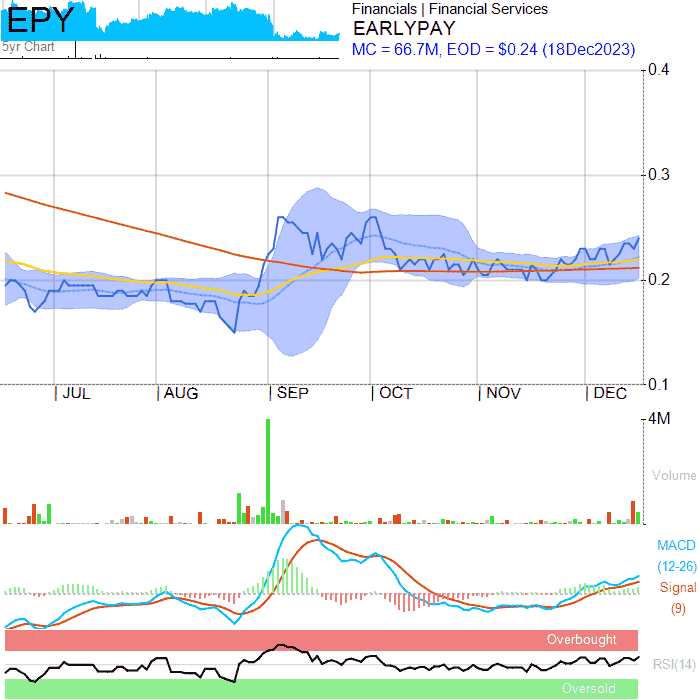 EPY
5yr Chart
Financials | Financial Services
EARLYPAY
MC = 66.7M, EOD = $0.24 (18Dec2023)
0.4
0.3
0.2
0.1
JUL AUG SEP OCT NOV DEC
4M
Volume
MACD
(12-26)
Signal
(9)
Overbought
RSI(14)
Oversold